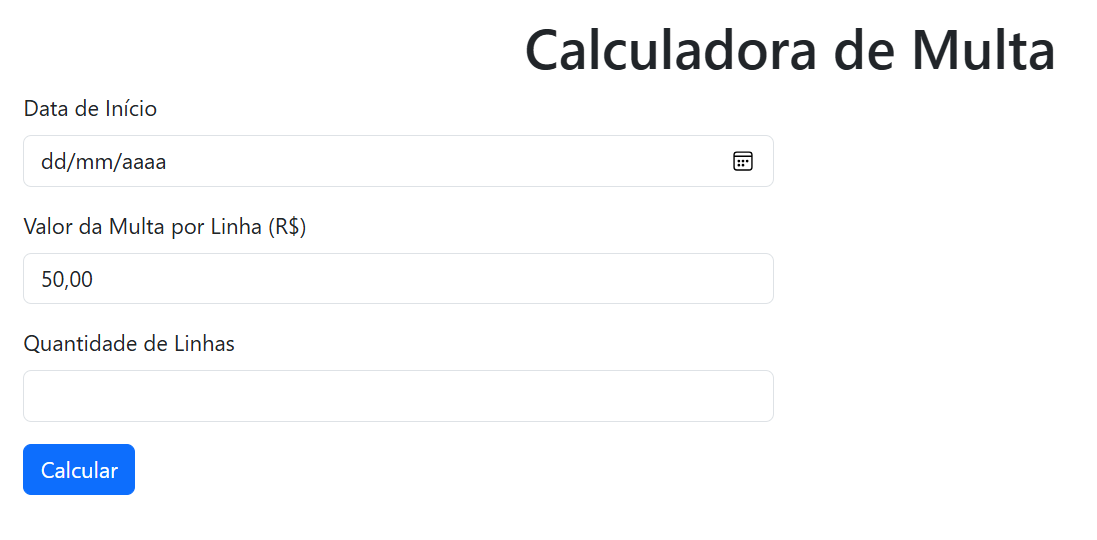 Calculadora de Multa
Data de Início
dd/mm/aaaa
Valor da Multa por Linha (R$)
50,00
Quantidade de Linhas
Calcular